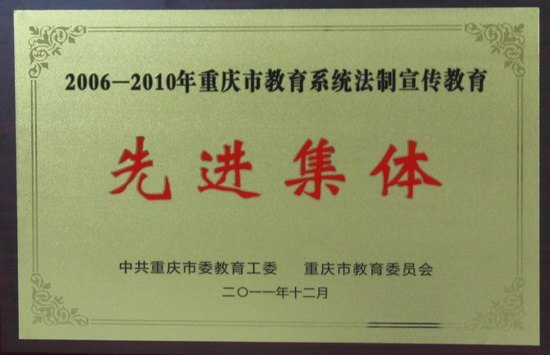 2006—2010年重庆市教育系统法制宣传教育
先进集体
中共重庆市委教育工委 重庆市教育委员会
二〇一一年十二月